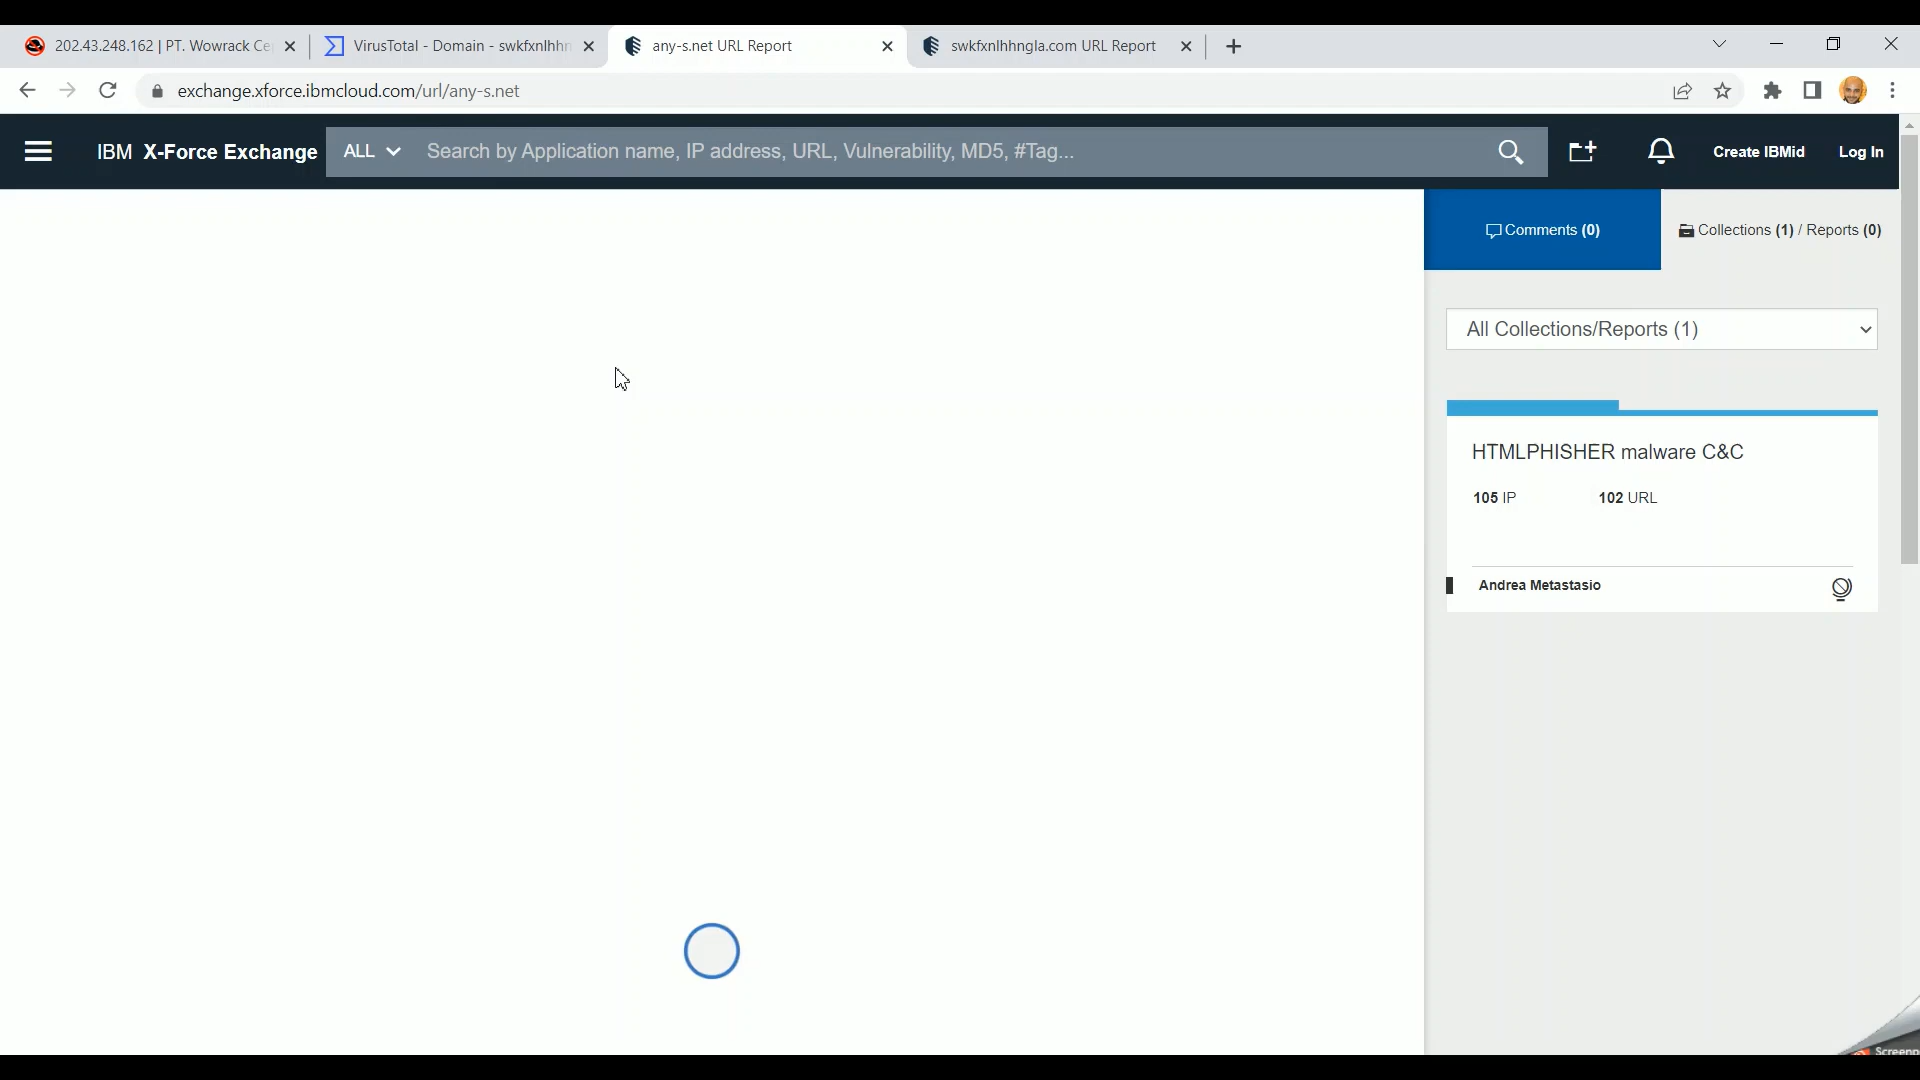 202.43.248.162 | PT. Wowrack Ce
VirusTotal - Domain - swkfxnlhhn
any-s.net URL Report
swkfxnlhhngla.com URL Report
exchange.xforce.ibmcloud.com/url/any-s.net
IBM X-Force Exchange
ALL
Search by Application name, IP address, URL, Vulnerability, MD5, #Tag...
Create IBMid
Log In
Comments (0)
Collections (1) / Reports (0)
All Collections/Reports (1)
HTMLPHISHER malware C&C
105 IP
102 URL
Andrea Metastasio